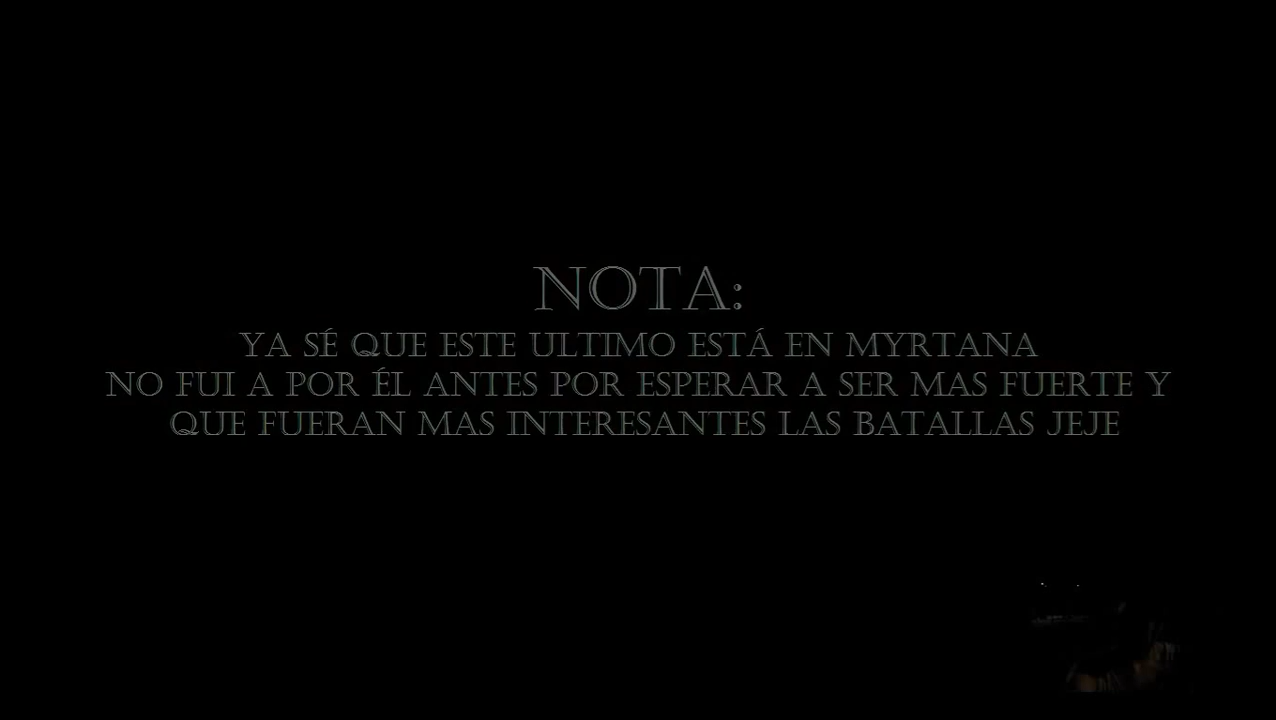 NOTA:
YA SÉ QUE ESTE ULTIMO ESTÁ EN MYRTANA
NO FUI A POR ÉL ANTES POR ESPERAR A SER MAS FUERTE Y
QUE FUERAN MAS INTERESANTES LAS BATALLAS JEJE